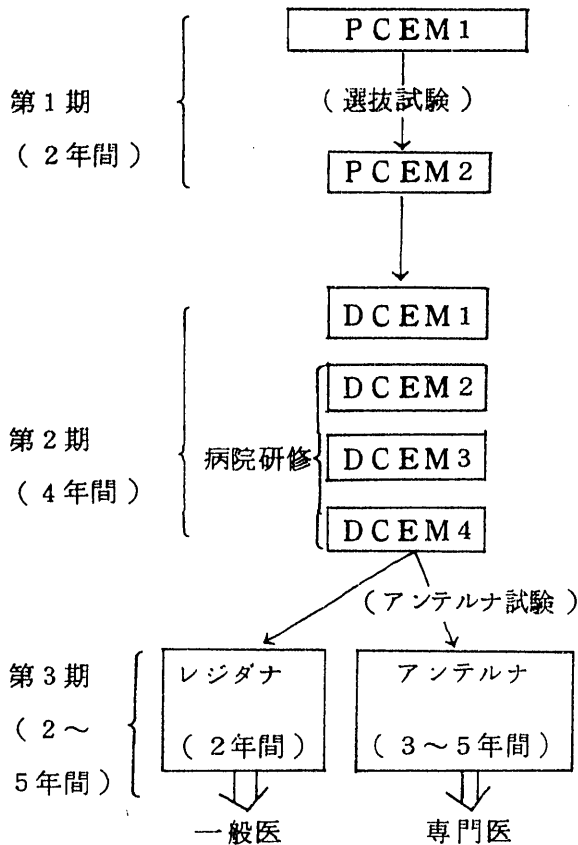 PCEM1
第1期
(選抜試験)
(2年間)
PCEM2
DCEM1
DCEM2
第2期
病院研修
DCEM3
(4年間)
DCEM4
(アンテルナ試験)
第3期
レジダナ
アンテルナ
(2～
(2年間)
(3～5年間)
5年間)
一般医
専門医